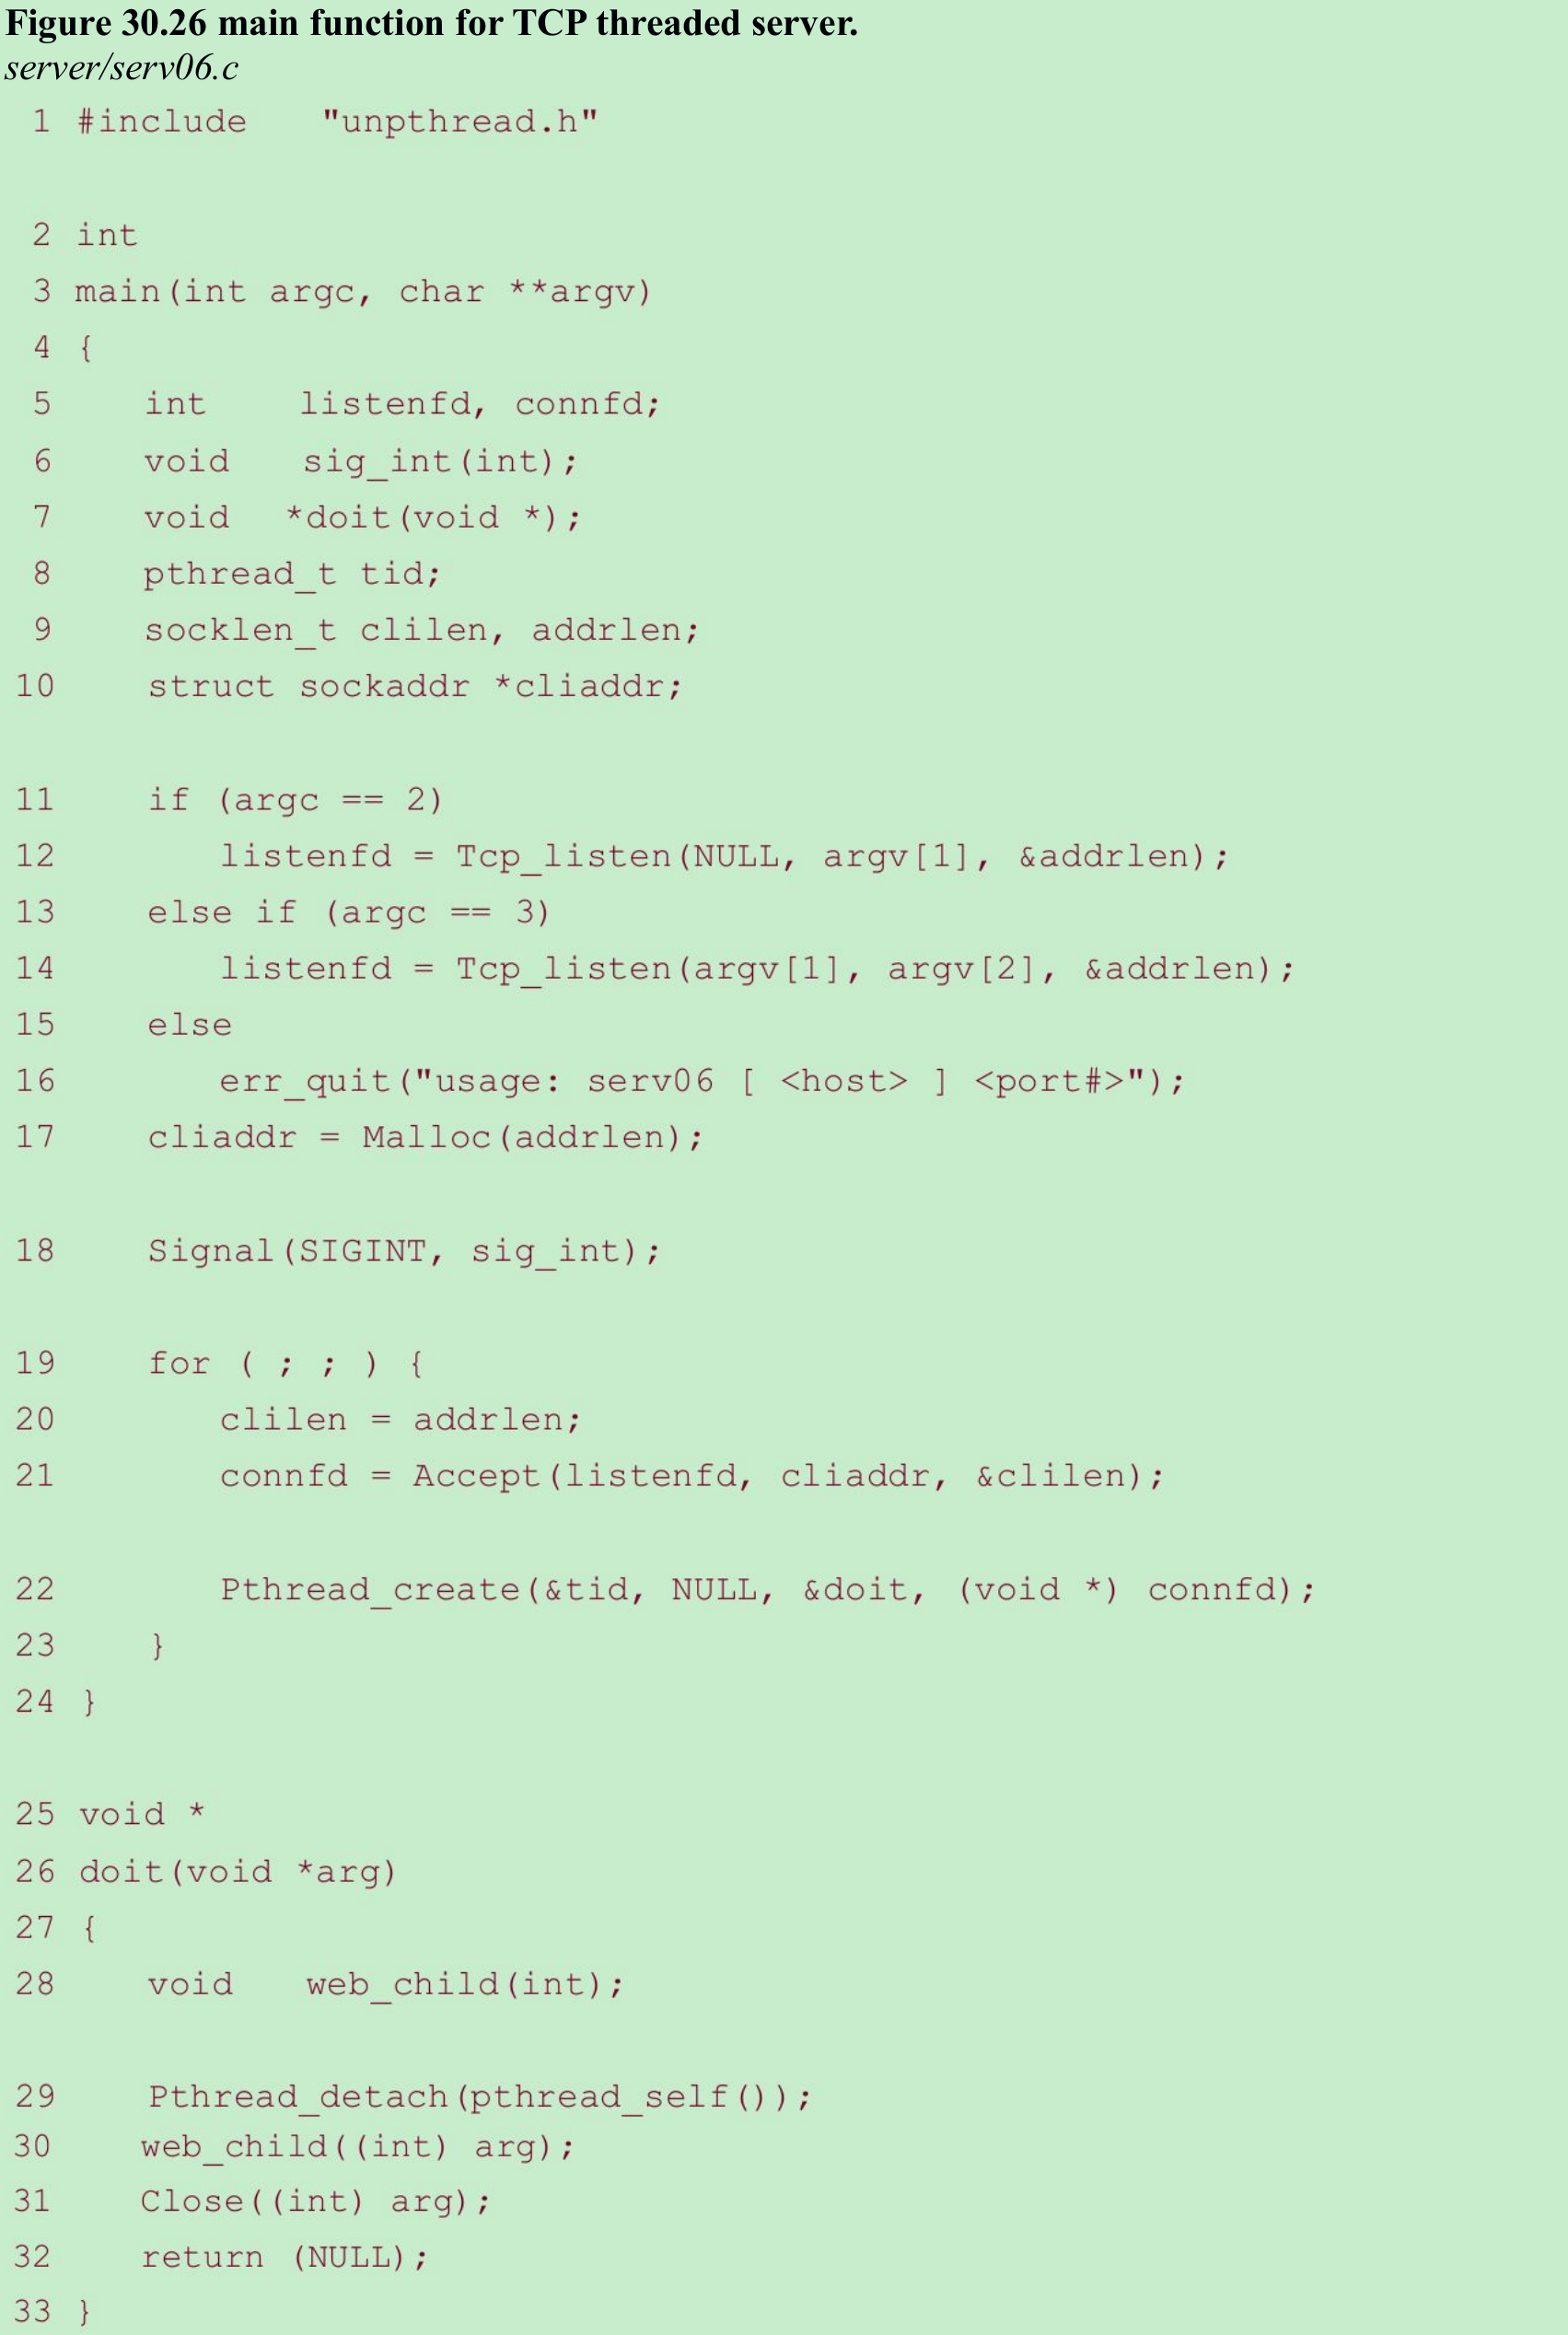 Figure 30.26 main function for TCP threaded server.
server/serv06.c
1 #include "unpthread.h"
2 int
3 main(int argc, char **argv)
4 {
5 int listenfd, connfd;
6 void sig_int(int);
7 void *doit(void *);
8 pthread_t tid;
9 socklen_t clilen, addrlen;
10 struct sockaddr *cliaddr;
11 if (argc == 2)
12 listenfd = Tcp_listen(NULL, argv[1], &addrlen);
13 else if (argc == 3)
14 listenfd = Tcp_listen(argv[1], argv[2], &addrlen);
15 else
16 err_quit("usage: serv06 [ <host> ] <port#>");
17 cliaddr = Malloc(addrlen);
18 Signal(SIGINT, sig_int);
19 for ( ; ; ) {
20 clilen = addrlen;
21 connfd = Accept(listenfd, cliaddr, &clilen);
22 Pthread_create(&tid, NULL, &doit, (void *) connfd);
23 }
24 }
25 void *
26 doit(void *arg)
27 {
28 void web_child(int);
29 Pthread_detach(pthread_self());
30 web_child((int) arg);
31 Close((int) arg);
32 return (NULL);
33 }